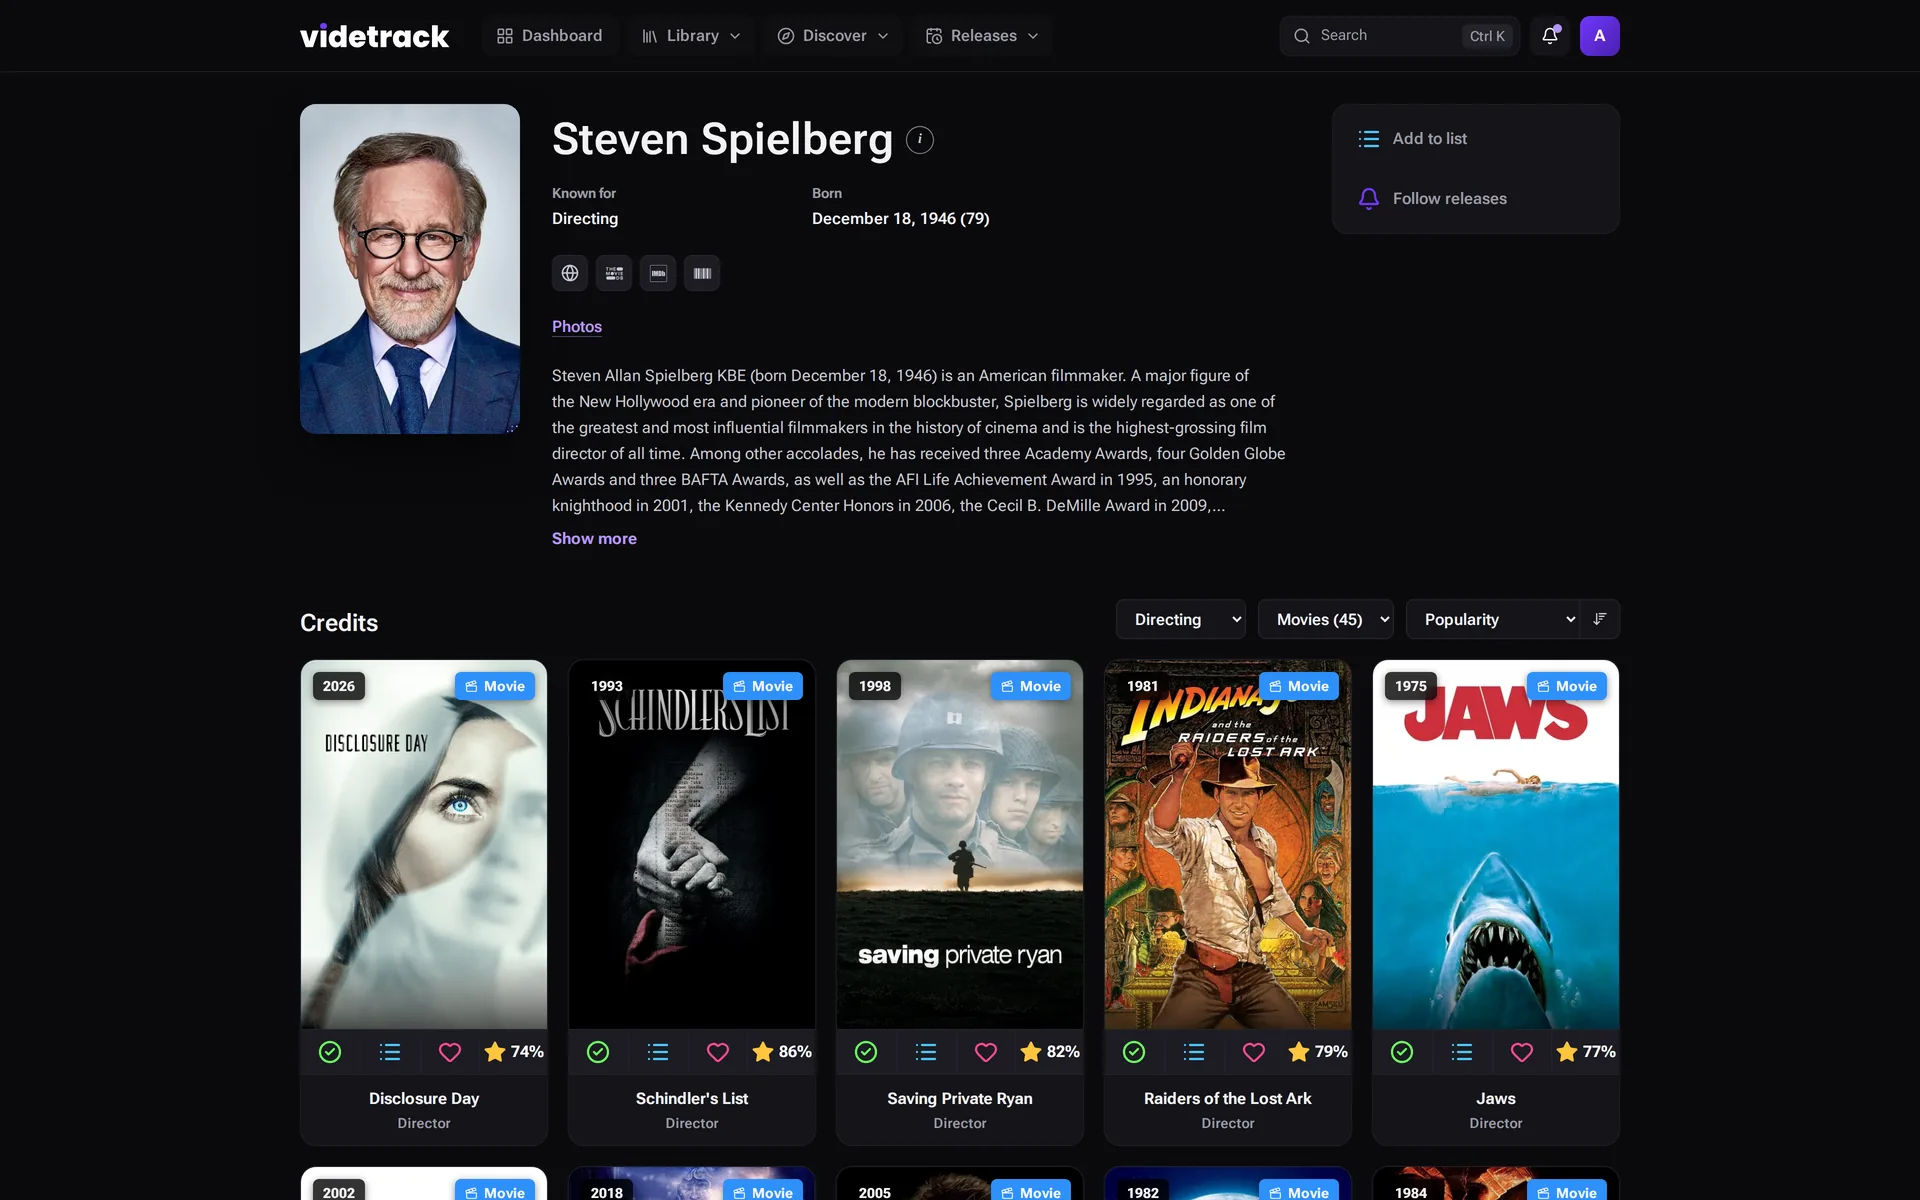 videtrack
Dashboard
Library
Discover
Releases
Search
Ctrl K
A
Steven Spielberg
i
Known for
Directing
Born
December 18, 1946 (79)
THE MOVIE DB
IMDb
Photos
Steven Allan Spielberg KBE (born December 18, 1946) is an American filmmaker. A major figure of
the New Hollywood era and pioneer of the modern blockbuster, Spielberg is widely regarded as one of
the greatest and most influential filmmakers in the history of cinema and is the highest-grossing film
director of all time. Among other accolades, he has received three Academy Awards, four Golden Globe
Awards and three BAFTA Awards, as well as the AFI Life Achievement Award in 1995, an honorary
knighthood in 2001, the Kennedy Center Honors in 2006, the Cecil B. DeMille Award in 2009,...
Show more
Add to list
Follow releases
Credits
Directing
Movies (45)
Popularity
2026
Movie
DISCLOSURE DAY
74%
Disclosure Day
Director
1993
Movie
SCHINDLER'S LIST
86%
Schindler's List
Director
1998
Movie
saving private ryan
82%
Saving Private Ryan
Director
1981
Movie
INDIANA
and the
RAIDERS of the
LOST ARK
79%
Raiders of the Lost Ark
Director
1975
Movie
JAWS
77%
Jaws
Director
2002
Movie
2018
Movie
2005
Movie
1982
Movie
1984
Movie